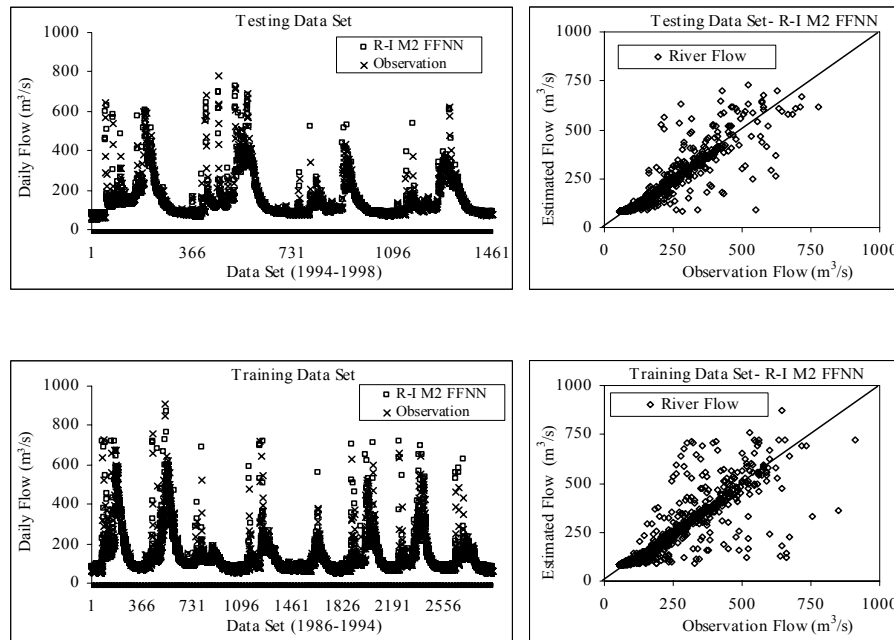 Testing Data Set
R-I M2 FFNN
Observation
1000
800
600
400
200
0
Daily Flow (m³/s)
1 366 731 1096 1461
Data Set (1994-1998)
Testing Data Set- R-I M2 FFNN
River Flow
1000
750
500
250
0
Estimated Flow (m³/s)
0 250 500 750 1000
Observation Flow (m³/s)
Training Data Set
R-I M2 FFNN
Observation
1000
800
600
400
200
0
Daily Flow (m³/s)
1 366 731 1096 1461 1826 2191 2556
Data Set (1986-1994)
Training Data Set- R-I M2 FFNN
River Flow
1000
750
500
250
0
Estimated Flow (m³/s)
0 250 500 750 1000
Observation Flow (m³/s)